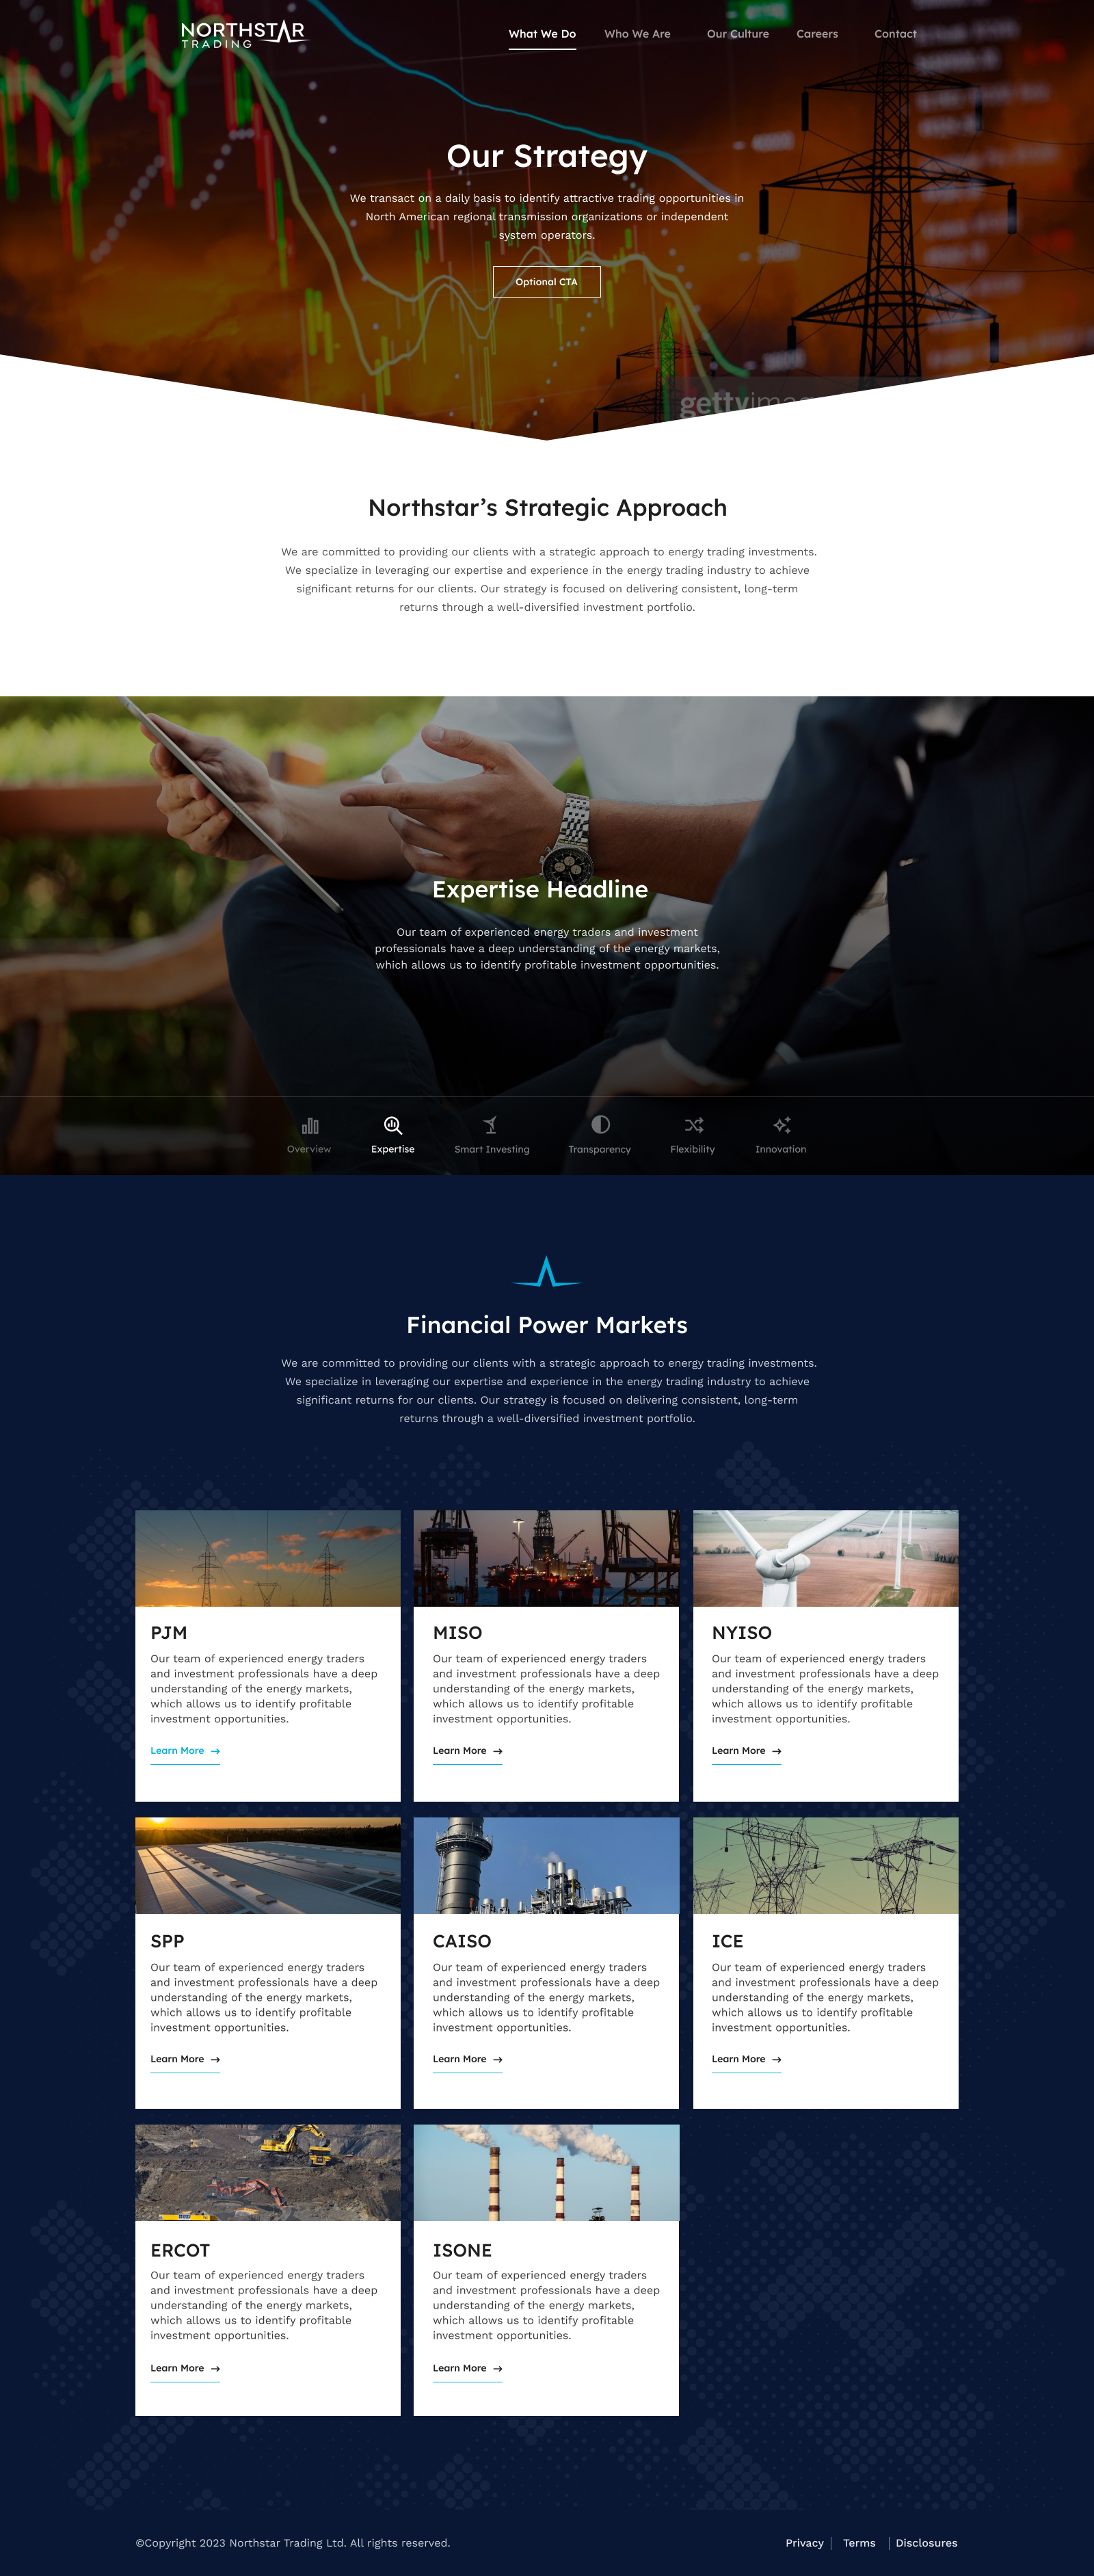 NORTHSTAR
TRADING
What We Do
Who We Are
Our Culture
Careers
Contact
Our Strategy
We transact on a daily basis to identify attractive trading opportunities in
North American regional transmission organizations or independent
system operators.
Optional CTA
gettyimag
Northstar’s Strategic Approach
We are committed to providing our clients with a strategic approach to energy trading investments.
We specialize in leveraging our expertise and experience in the energy trading industry to achieve
significant returns for our clients. Our strategy is focused on delivering consistent, long-term
returns through a well-diversified investment portfolio.
Expertise Headline
Our team of experienced energy traders and investment
professionals have a deep understanding of the energy markets,
which allows us to identify profitable investment opportunities.
Overview
Expertise
Smart Investing
Transparency
Flexibility
Innovation
Financial Power Markets
We are committed to providing our clients with a strategic approach to energy trading investments.
We specialize in leveraging our expertise and experience in the energy trading industry to achieve
significant returns for our clients. Our strategy is focused on delivering consistent, long-term
returns through a well-diversified investment portfolio.
PJM
Our team of experienced energy traders
and investment professionals have a deep
understanding of the energy markets,
which allows us to identify profitable
investment opportunities.
Learn More →
MISO
Our team of experienced energy traders
and investment professionals have a deep
understanding of the energy markets,
which allows us to identify profitable
investment opportunities.
Learn More →
NYISO
Our team of experienced energy traders
and investment professionals have a deep
understanding of the energy markets,
which allows us to identify profitable
investment opportunities.
Learn More →
SPP
Our team of experienced energy traders
and investment professionals have a deep
understanding of the energy markets,
which allows us to identify profitable
investment opportunities.
Learn More →
CAISO
Our team of experienced energy traders
and investment professionals have a deep
understanding of the energy markets,
which allows us to identify profitable
investment opportunities.
Learn More →
ICE
Our team of experienced energy traders
and investment professionals have a deep
understanding of the energy markets,
which allows us to identify profitable
investment opportunities.
Learn More →
ERCOT
Our team of experienced energy traders
and investment professionals have a deep
understanding of the energy markets,
which allows us to identify profitable
investment opportunities.
Learn More →
ISONE
Our team of experienced energy traders
and investment professionals have a deep
understanding of the energy markets,
which allows us to identify profitable
investment opportunities.
Learn More →
©Copyright 2023 Northstar Trading Ltd. All rights reserved.
Privacy
Terms
Disclosures